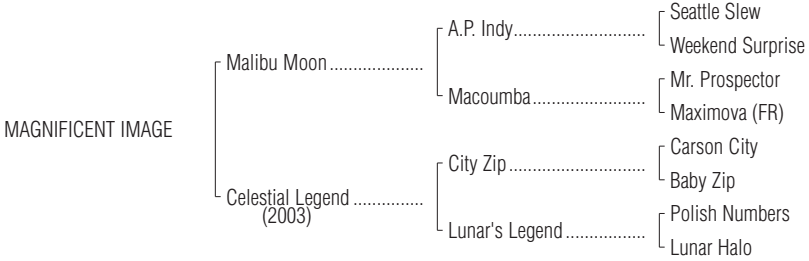 Seattle Slew
A.P. Indy..............................
Weekend Surprise
Malibu Moon.....................
Mr. Prospector
Macoumba..........................
Maximova (FR)
MAGNIFICENT IMAGE
Carson City
City Zip...............................
Baby Zip
Celestial Legend................
(2003)
Polish Numbers
Lunar's Legend..................
Lunar Halo